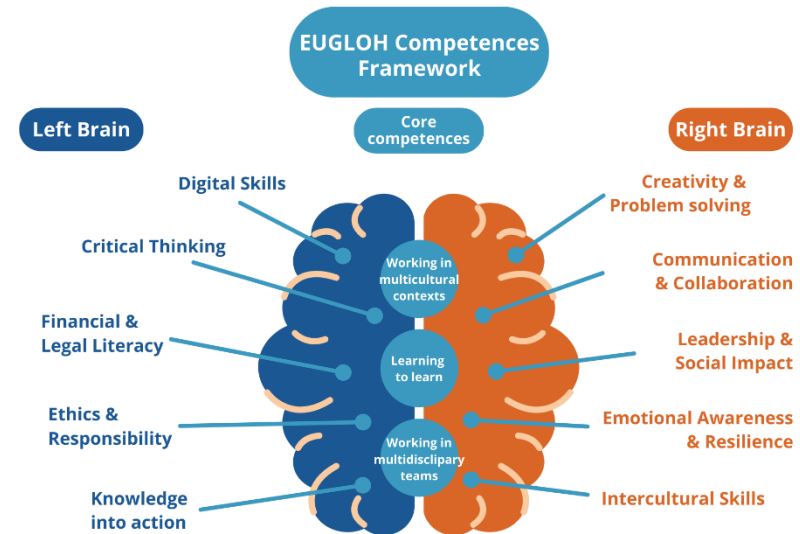 EUGLOH Competences
Framework
Left Brain
Core
competences
Right Brain
Digital Skills
Critical Thinking
Financial &
Legal Literacy
Ethics &
Responsibility
Knowledge
into action
Working in
multicultural
contexts
Learning
to learn
Working in
multidisclipary
teams
Creativity &
Problem solving
Communication
& Collaboration
Leadership &
Social Impact
Emotional Awareness
& Resilience
Intercultural Skills